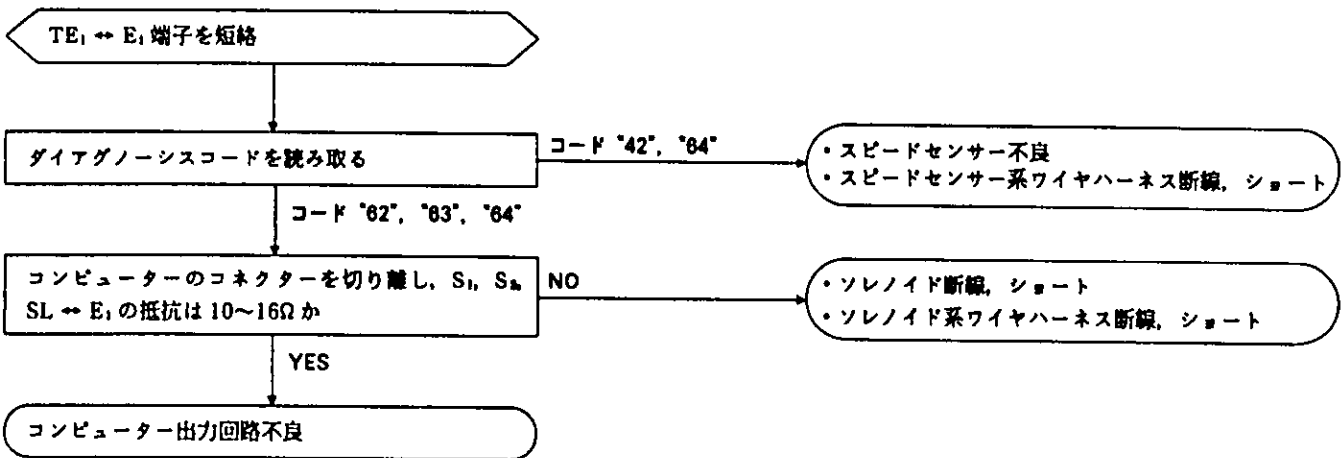 TE₁ ↔ E₁ 端子を短絡
ダイアグノーシスコードを読み取る
コード "42", "64"
・スピードセンサー不良
・スピードセンサー系ワイヤハーネス断線, ショート
コード "62", "63", "64"
コンピューターのコネクターを切り離し, S₁, S₂,
SL ↔ E₁ の抵抗は 10～16Ω か
NO
・ソレノイド断線, ショート
・ソレノイド系ワイヤハーネス断線, ショート
YES
コンピューター出力回路不良